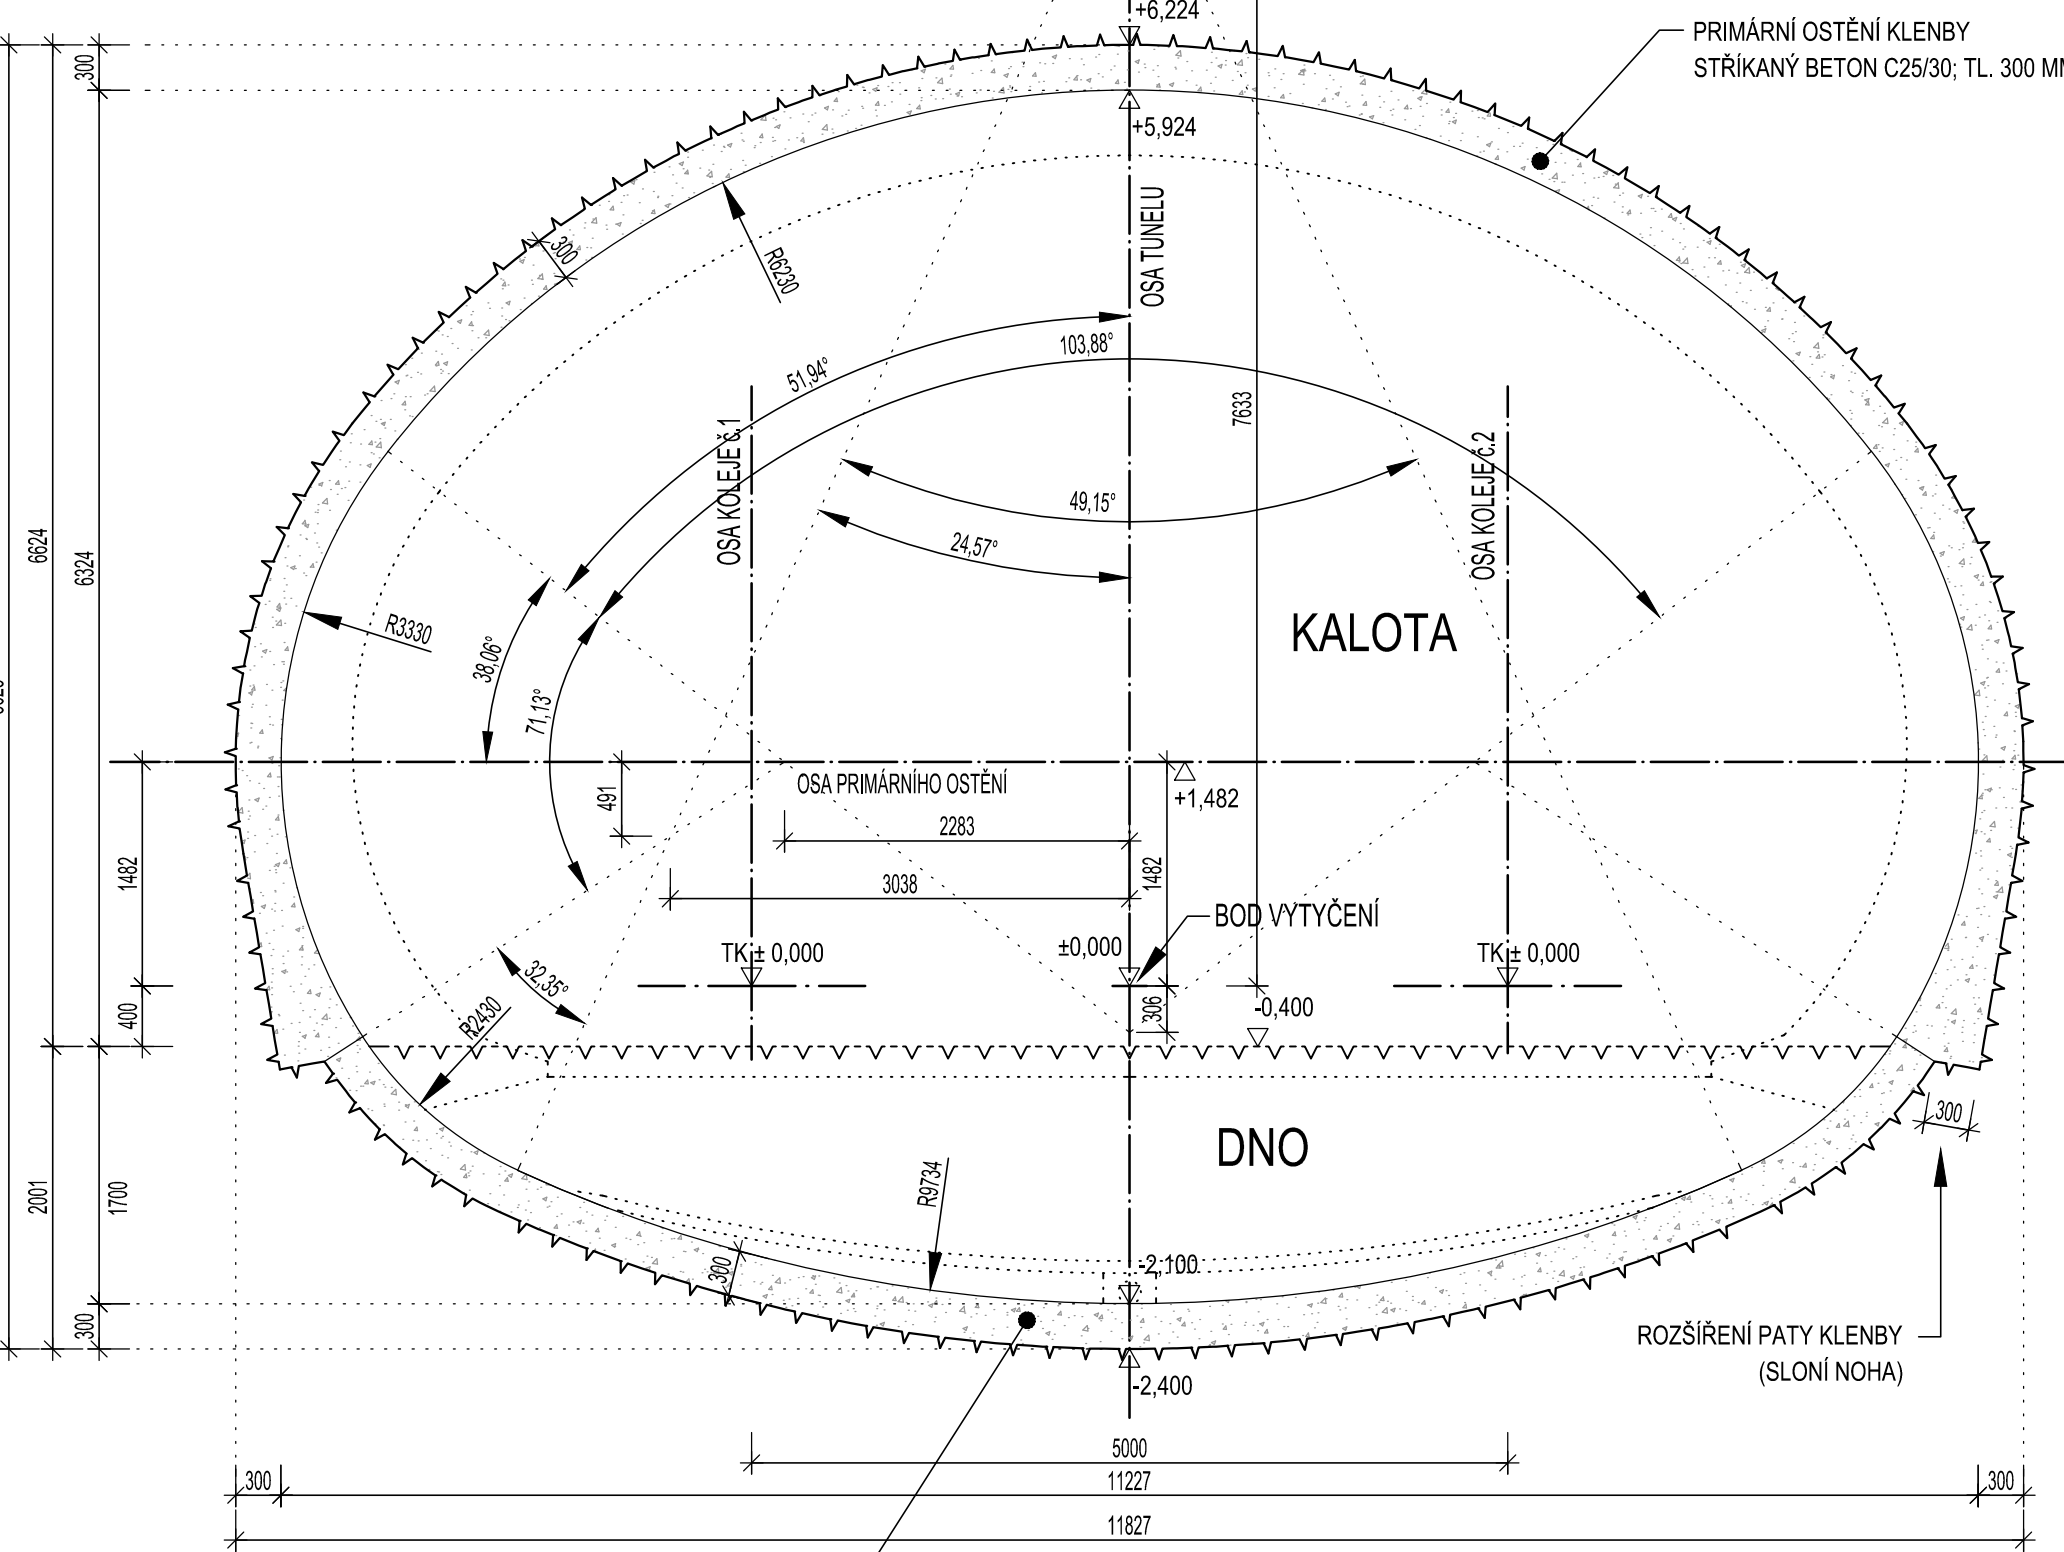 +6,224
PRIMÁRNÍ OSTĚNÍ KLENBY
STŘÍKANÝ BETON C25/30; TL. 300
300
+5,924
OSA TUNELU
300
R6230
103,88°
51,94°
7633
OSA KOLEJE č.1
OSA KOLEJE č.2
49,15°
24,57°
6624
6324
KALOTA
R3330
38,06°
71,13°
OSA PRIMÁRNÍHO OSTĚNÍ
491
+1,482
2283
1482
1482
3038
BOD VYTYČENÍ
TK ± 0,000
±0,000
TK ± 0,000
32,35°
R2430
306
-0,400
400
300
DNO
2001
1700
R9734
300
-2,100
300
ROZŠÍŘENÍ PATY KLENBY
(SLONÍ NOHA)
-2,400
5000
300
11227
300
11827